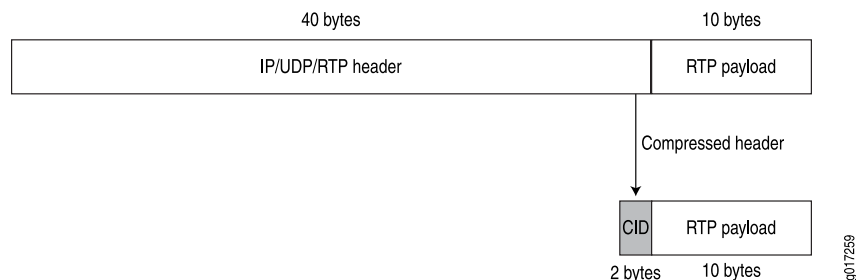 40 bytes
10 bytes
IP/UDP/RTP header
RTP payload
Compressed header
CID
RTP payload
2 bytes
10 bytes
g017259